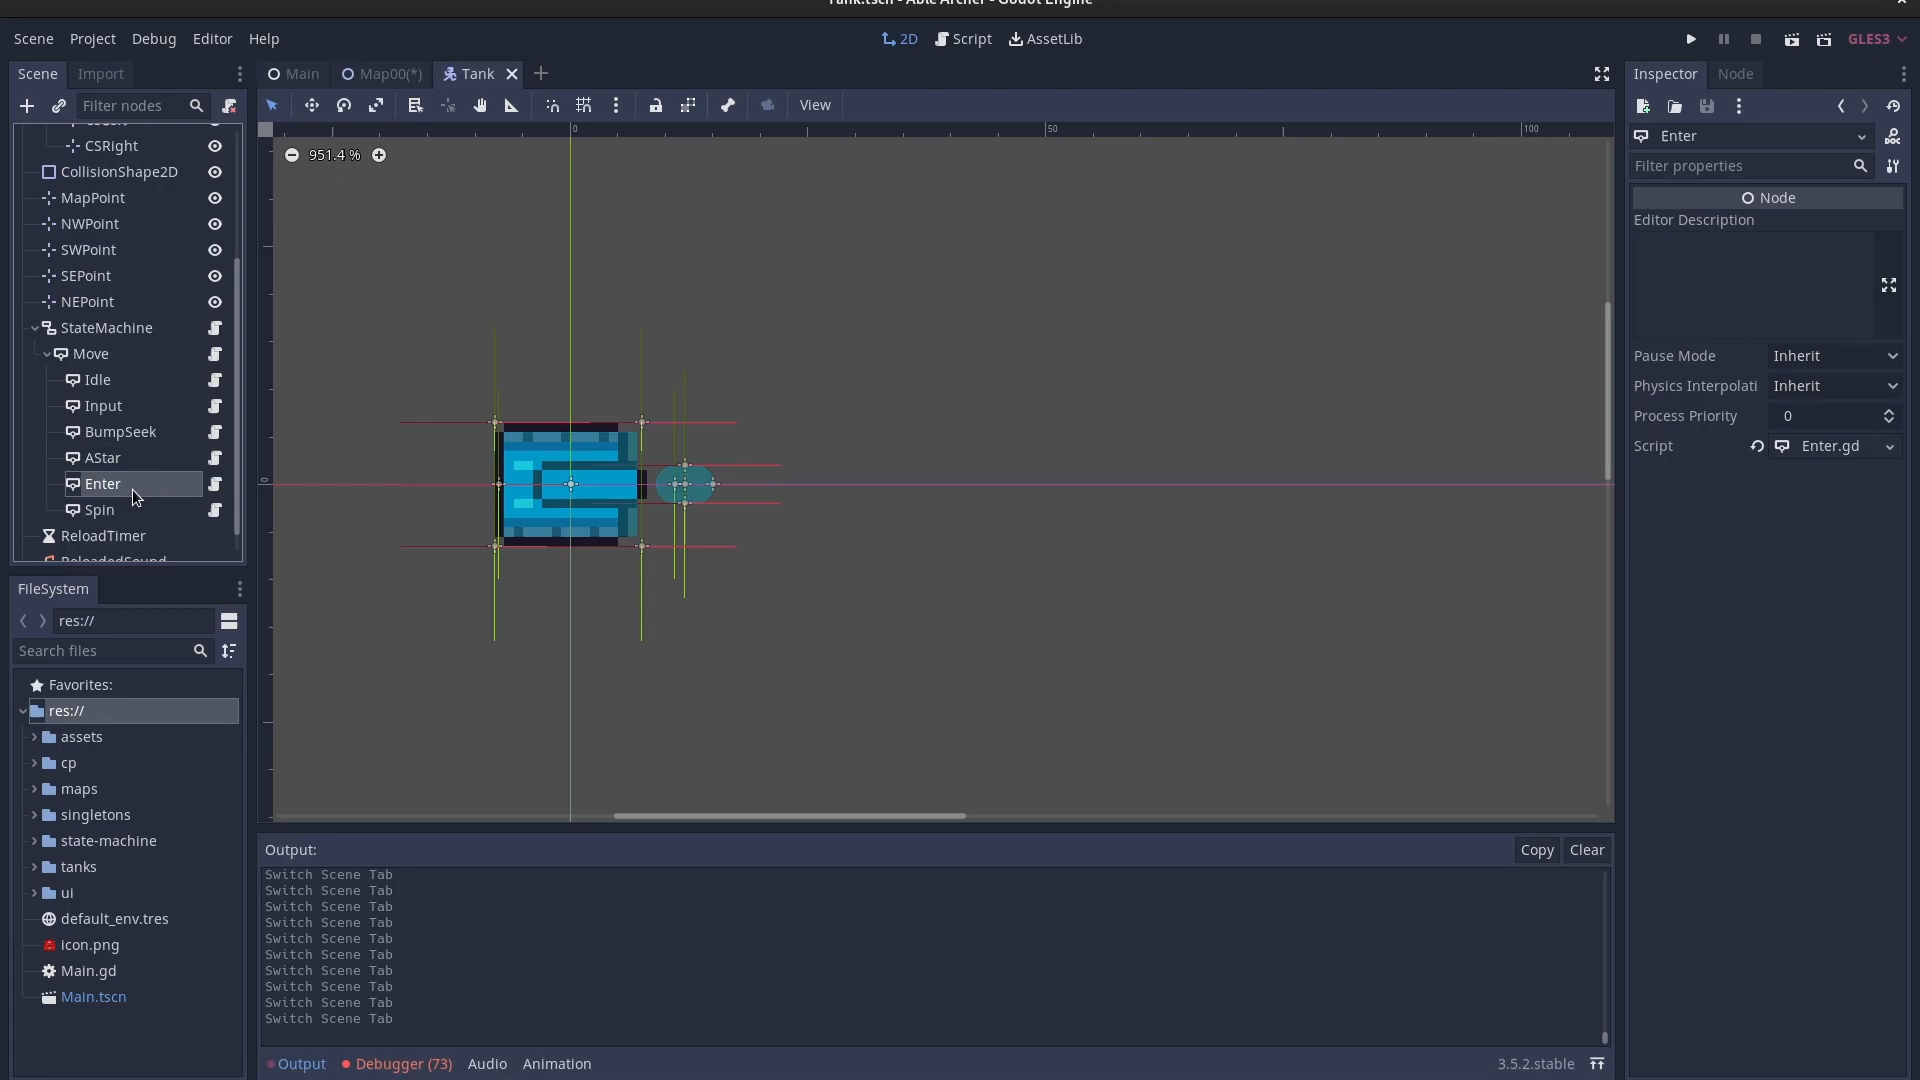 Tank.tscn - Able Archer - Godot Engine
Scene Project Debug Editor Help
2D Script AssetLib
GLES3
Scene Import
Filter nodes
CSRight
CollisionShape2D
MapPoint
NWPoint
SWPoint
SEPoint
NEPoint
StateMachine
Move
Idle
Input
BumpSeek
AStar
Enter
Spin
ReloadTimer
ReloadedSound
FileSystem
res://
Search files
Favorites:
res://
assets
cp
maps
singletons
state-machine
tanks
ui
default_env.tres
icon.png
Main.gd
Main.tscn
Main Map00(*) Tank
View
0 50 100
951.4 %
0
Output:
Copy Clear
Switch Scene Tab
Switch Scene Tab
Switch Scene Tab
Switch Scene Tab
Switch Scene Tab
Switch Scene Tab
Switch Scene Tab
Switch Scene Tab
Switch Scene Tab
Switch Scene Tab
Output Debugger (73) Audio Animation
3.5.2.stable
Inspector Node
Enter
DOC
Filter properties
Node
Editor Description
Pause Mode Inherit
Physics Interpolati Inherit
Process Priority 0
Script Enter.gd